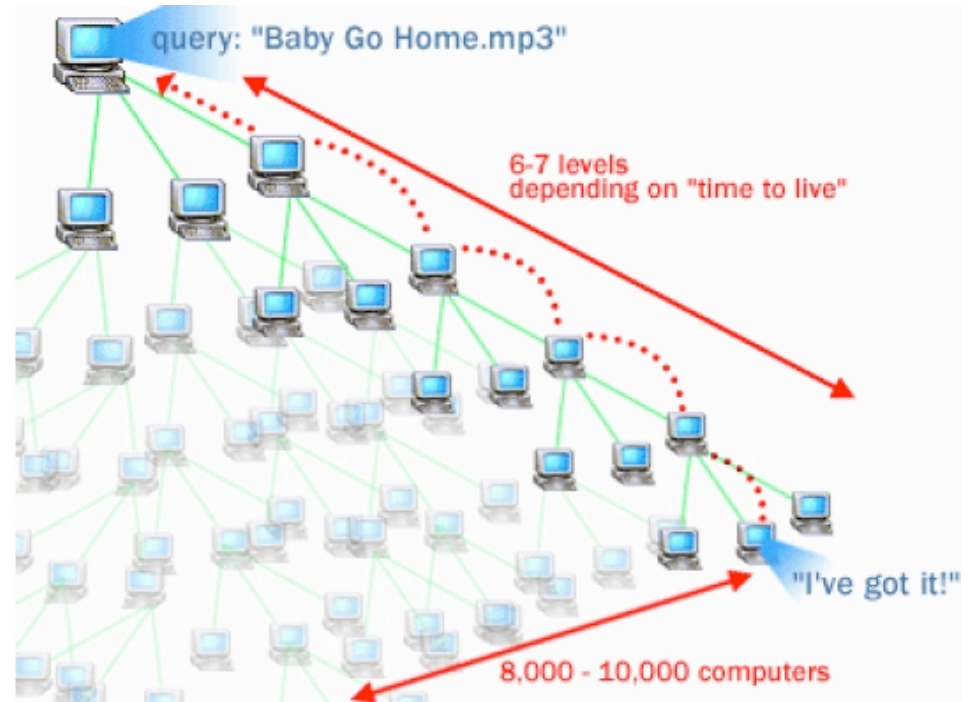 query: "Baby Go Home.mp3"
6-7 levels
depending on "time to live"
"I've got it!"
8,000 - 10,000 computers